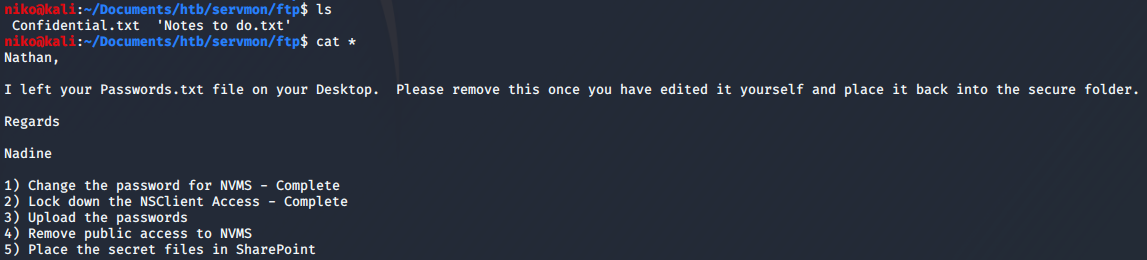 niko@kali:~/Documents/htb/servmon/ftp$ ls
 Confidential.txt  'Notes to do.txt'
niko@kali:~/Documents/htb/servmon/ftp$ cat *
Nathan,
I left your Passwords.txt file on your Desktop.  Please remove this once you have edited it yourself and place it back into the secure folder.
Regards
Nadine
1) Change the password for NVMS - Complete
2) Lock down the NSClient Access - Complete
3) Upload the passwords
4) Remove public access to NVMS
5) Place the secret files in SharePoint